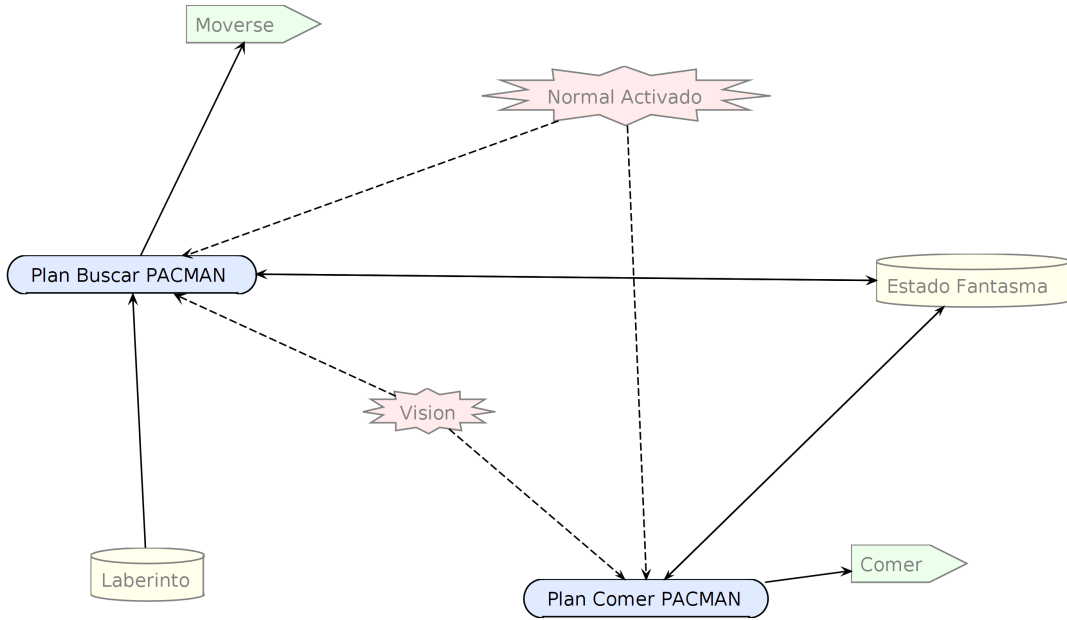 Moverse
Normal Activado
Plan Buscar PACMAN
Estado Fantasma
Vision
Laberinto
Comer
Plan Comer PACMAN